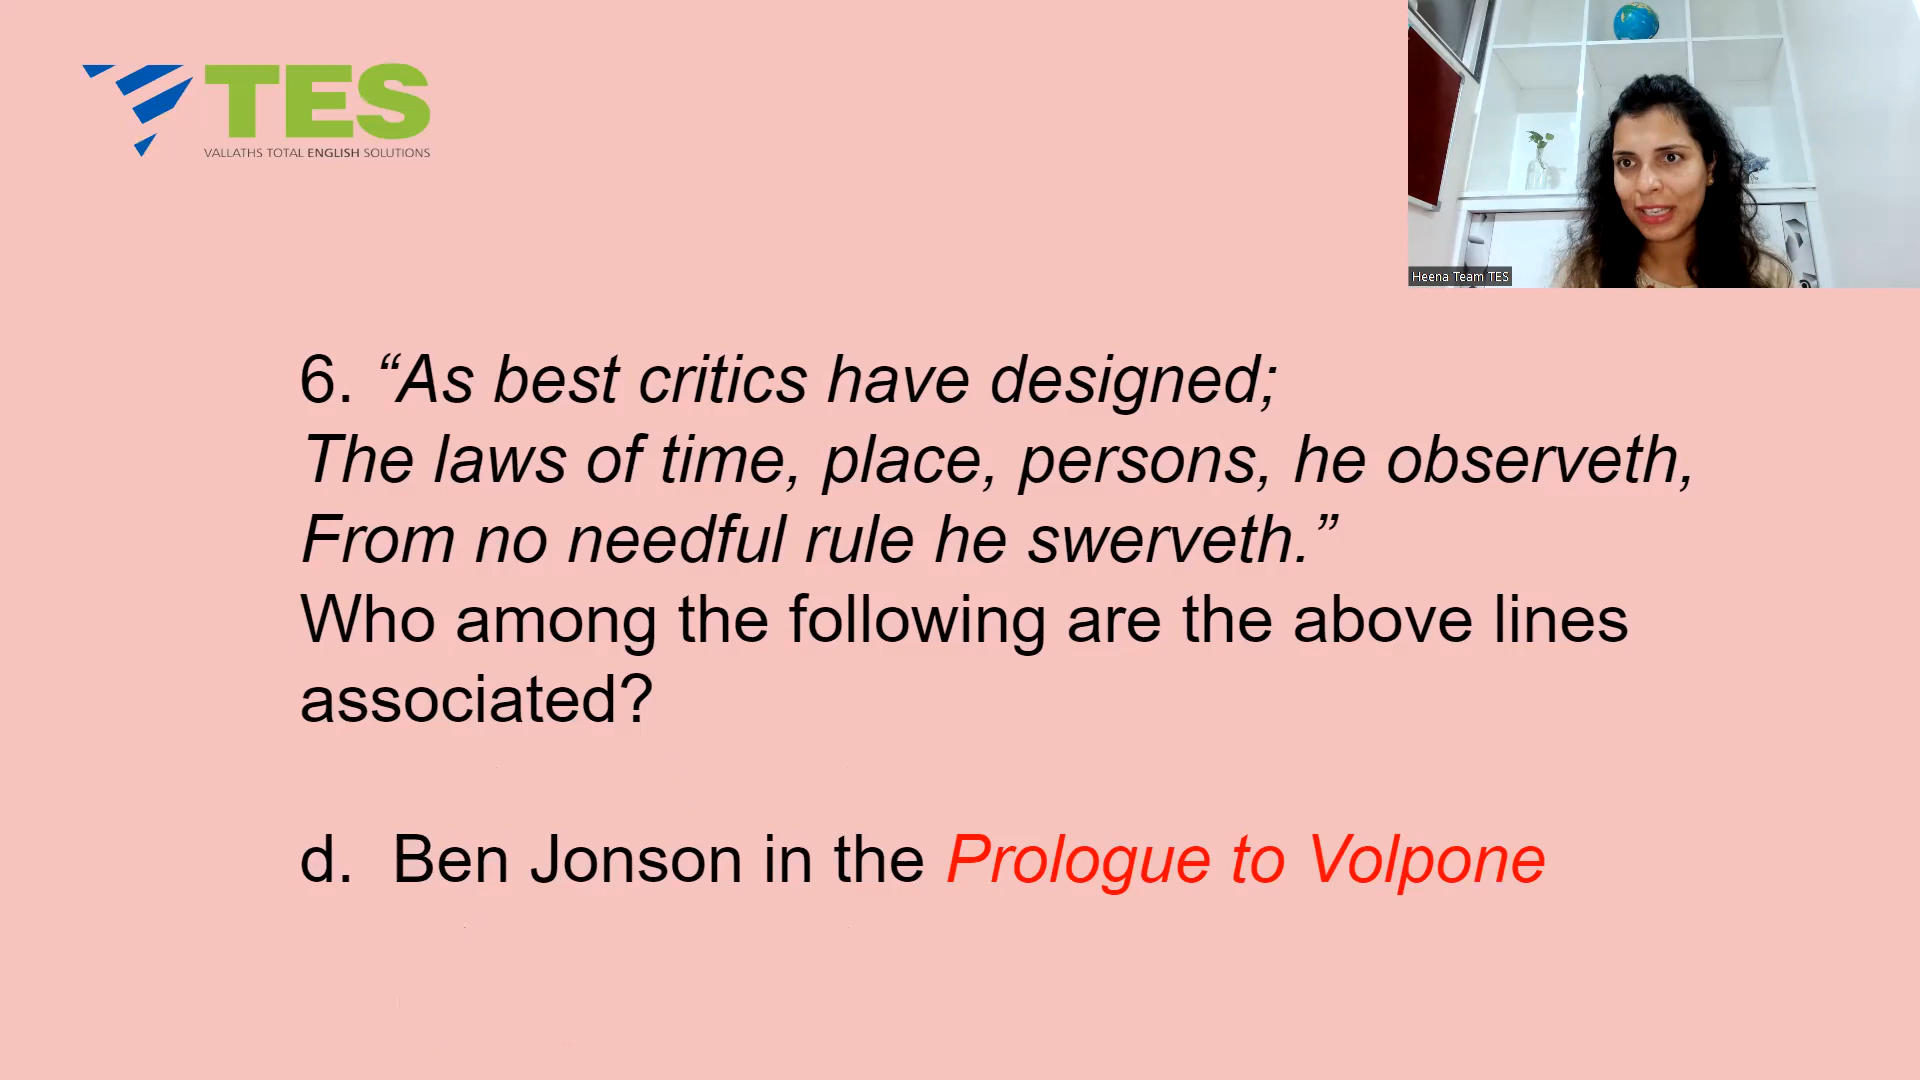 TES
VALLATHS TOTAL ENGLISH SOLUTIONS
Heena Team TES
6. “As best critics have designed;
The laws of time, place, persons, he observeth,
From no needful rule he swerveth.”
Who among the following are the above lines
associated?
d. Ben Jonson in the Prologue to Volpone